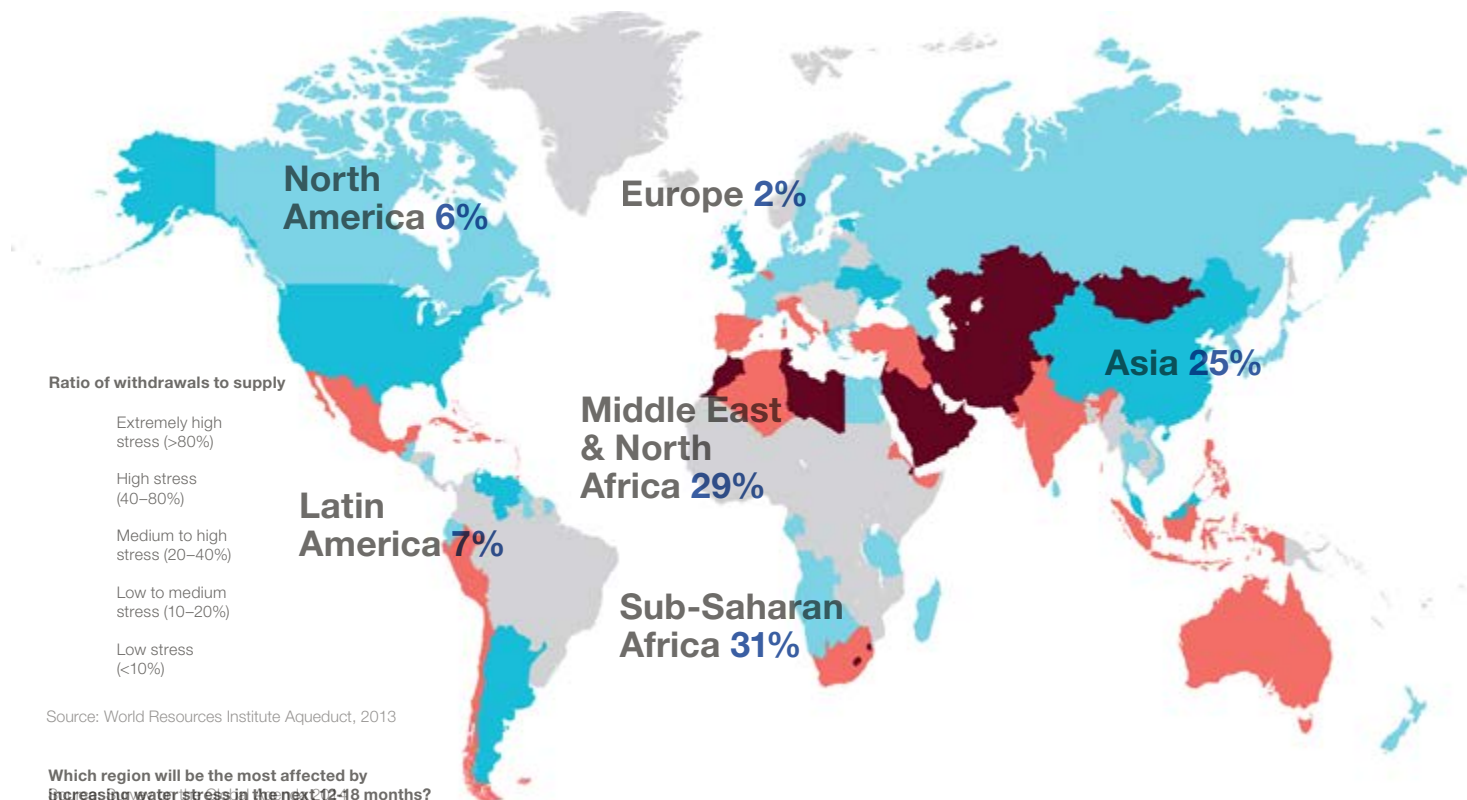 North
America 6%
Europe 2%
Asia 25%
Ratio of withdrawals to supply
Extremely high
stress (>80%)
High stress
(40–80%)
Medium to high
stress (20–40%)
Low to medium
stress (10–20%)
Low stress
(<10%)
Middle East
& North
Africa 29%
Latin
America 7%
Sub-Saharan
Africa 31%
Source: World Resources Institute Aqueduct, 2013
Which region will be the most affected by
increasing water stress in the next 12-18 months?